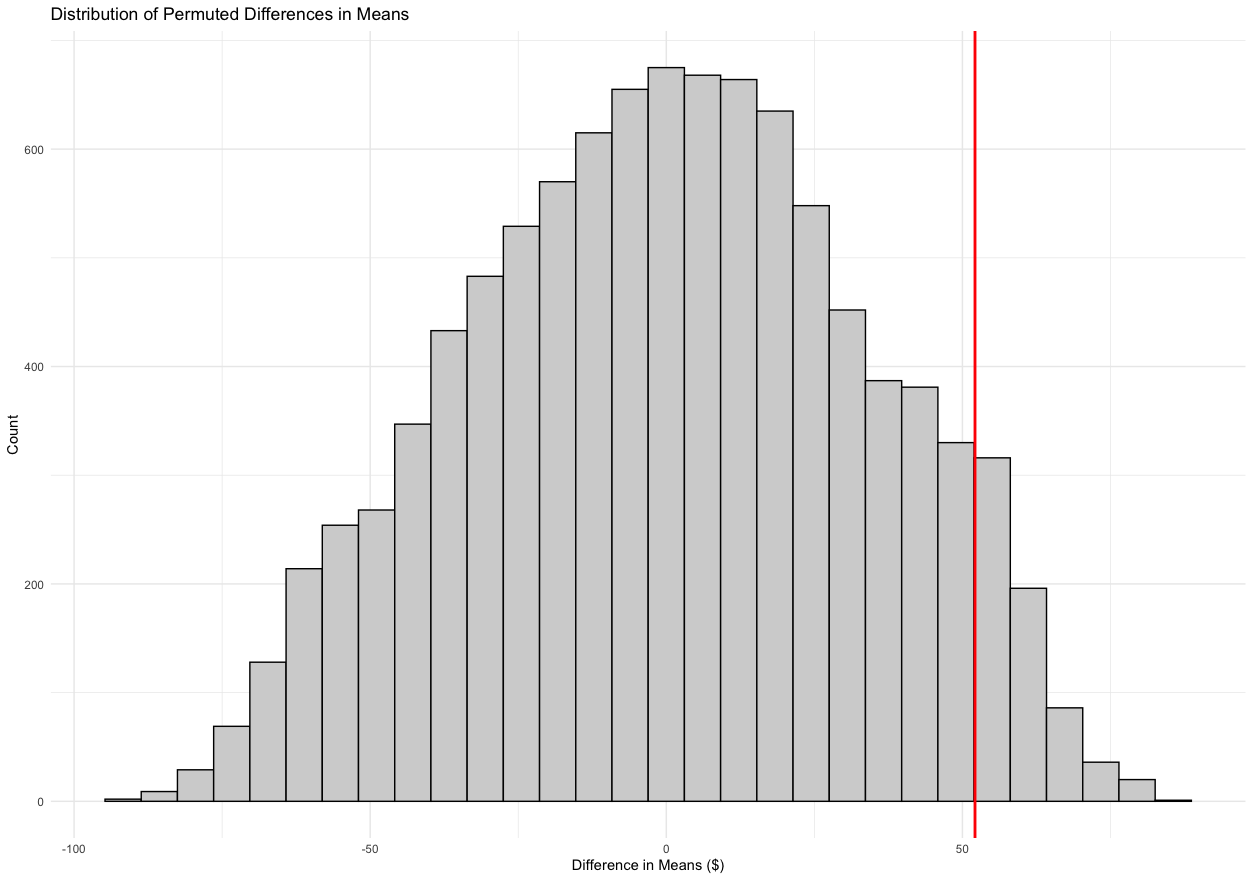 Distribution of Permuted Differences in Means
600
400
200
0
Count
-100
-50
0
50
Difference in Means ($)